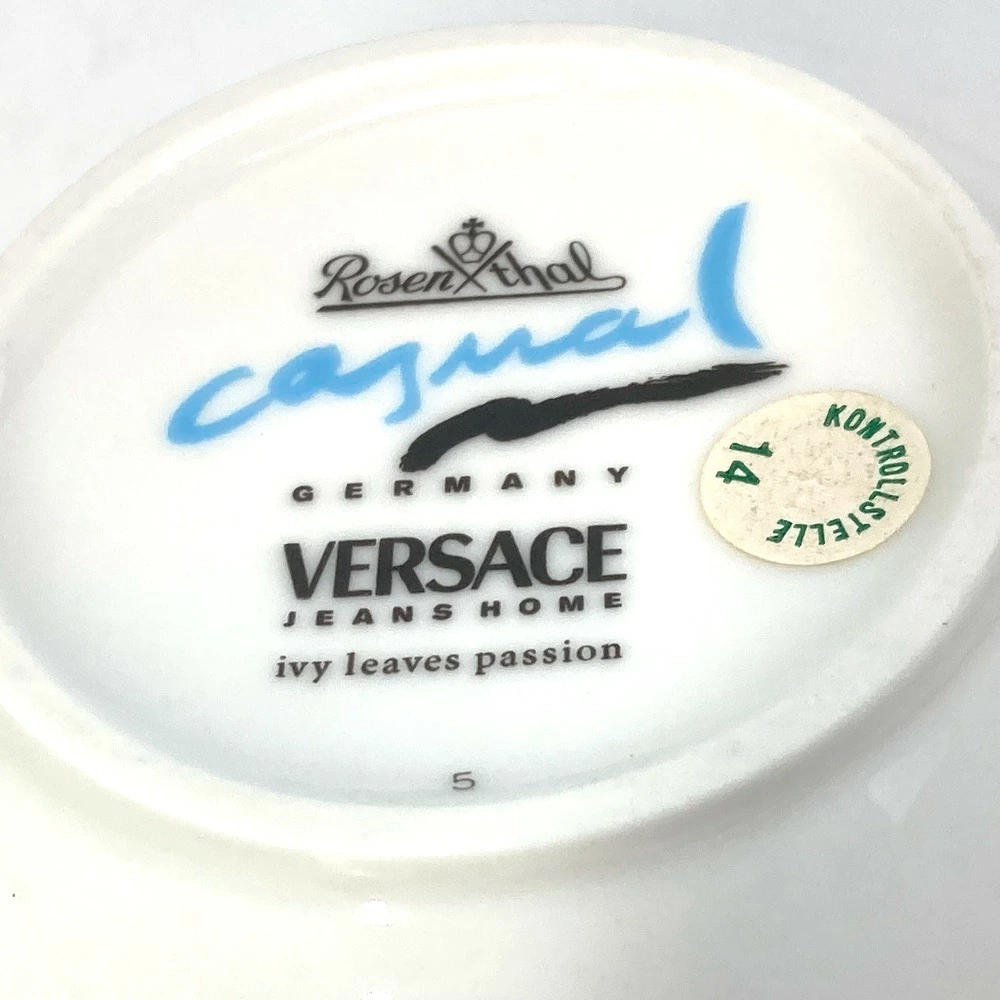 Rosenthal
casual
GERMANY
VERSACE
JEANS HOME
ivy leaves passion
5
KONTROLLSTELLE
14